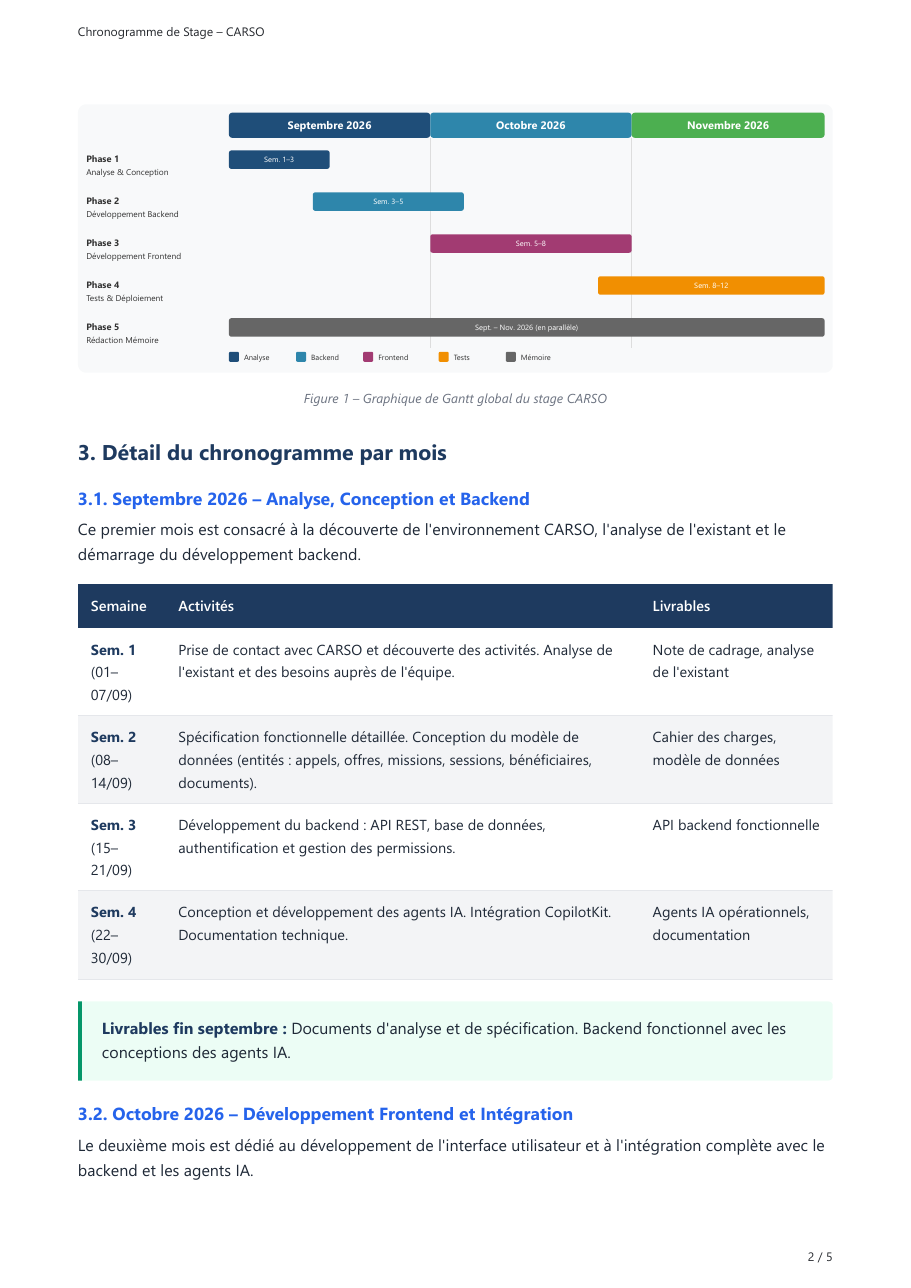 Chronogramme de Stage – CARSO
Septembre 2026
Octobre 2026
Novembre 2026
Phase 1
Analyse & Conception
Sem. 1–3
Phase 2
Développement Backend
Sem. 3–5
Phase 3
Développement Frontend
Sem. 5–8
Phase 4
Tests & Déploiement
Sem. 8–12
Phase 5
Rédaction Mémoire
Sept. – Nov. 2026 (en parallèle)
Analyse
Backend
Frontend
Tests
Mémoire
Figure 1 – Graphique de Gantt global du stage CARSO
3. Détail du chronogramme par mois
3.1. Septembre 2026 – Analyse, Conception et Backend
Ce premier mois est consacré à la découverte de l'environnement CARSO, l'analyse de l'existant et le
démarrage du développement backend.
Semaine
Activités
Livrables
Sem. 1
(01–
07/09)
Prise de contact avec CARSO et découverte des activités. Analyse de
l'existant et des besoins auprès de l'équipe.
Note de cadrage, analyse
de l'existant
Sem. 2
(08–
14/09)
Spécification fonctionnelle détaillée. Conception du modèle de
données (entités : appels, offres, missions, sessions, bénéficiaires,
documents).
Cahier des charges,
modèle de données
Sem. 3
(15–
21/09)
Développement du backend : API REST, base de données,
authentification et gestion des permissions.
API backend fonctionnelle
Sem. 4
(22–
30/09)
Conception et développement des agents IA. Intégration CopilotKit.
Documentation technique.
Agents IA opérationnels,
documentation
Livrables fin septembre : Documents d'analyse et de spécification. Backend fonctionnel avec les
conceptions des agents IA.
3.2. Octobre 2026 – Développement Frontend et Intégration
Le deuxième mois est dédié au développement de l'interface utilisateur et à l'intégration complète avec le
backend et les agents IA.
2 / 5